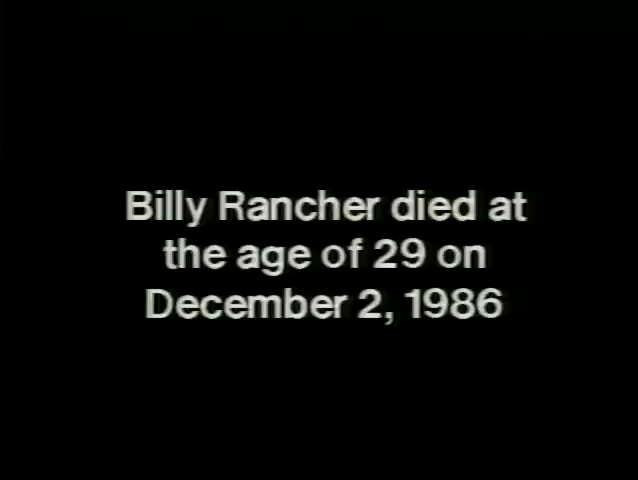 Billy Rancher died at
the age of 29 on
December 2, 1986